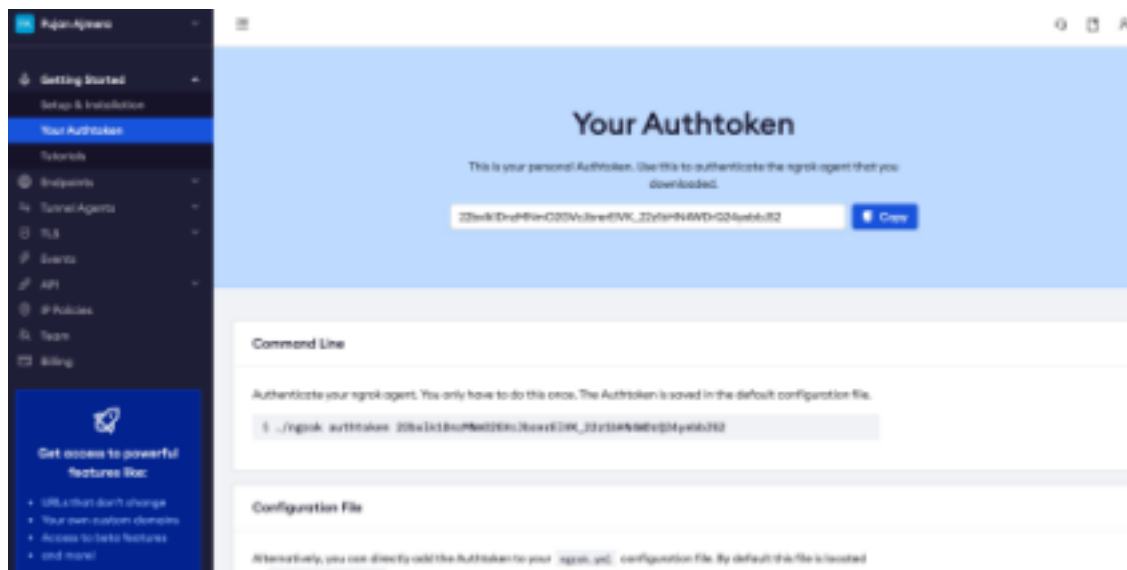 Pujan Ajmera
Getting Started
Setup & Installation
Your Authtoken
Tutorials
Endpoints
Tunnel Agents
TLS
Events
API
IP Policies
Team
Billing
Get access to powerful
features like:
URLs that don't change
Your own custom domains
Access to beta features
and more!
Your Authtoken
This is your personal Authtoken. Use this to authenticate the ngrok agent that you
downloaded.
Copy
Command Line
Authenticate your ngrok agent. You only have to do this once. The Authtoken is saved in the default configuration file.
$ ./ngrok authtoken
Configuration File
Alternatively, you can directly add the Authtoken to your ngrok.yml configuration file. By default this file is located